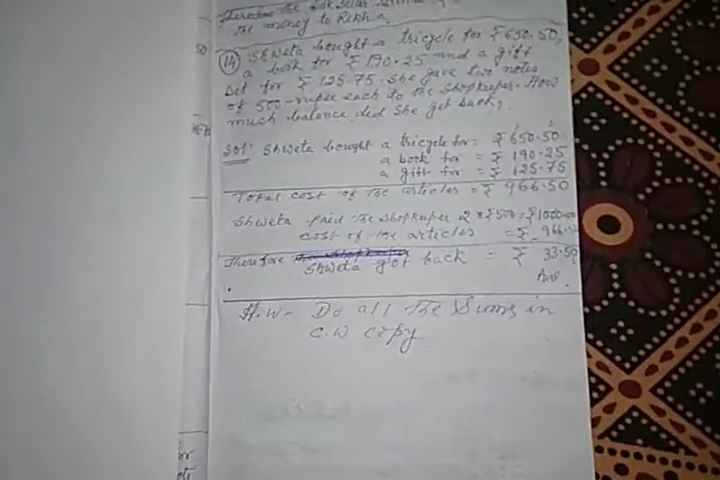 the money to Rekha.
(14) Shweta bought a tricycle for ₹650.50,
a book for ₹190.25 and a gift
set for ₹125.75. She gave two notes
of 500-rupee each to the shopkeeper. How
much balance did she get back?
Sol: Shweta bought a tricycle for = ₹650.50
a book for = ₹190.25
a gift for = ₹125.75
Total cost of the articles = ₹966.50
Shweta paid the shopkeeper 2 × ₹500 = ₹1000.00
cost of the articles = ₹966.
Therefore Shweta got back = ₹33.50
Ans.
H.W - Do all the Sums in
C.W copy